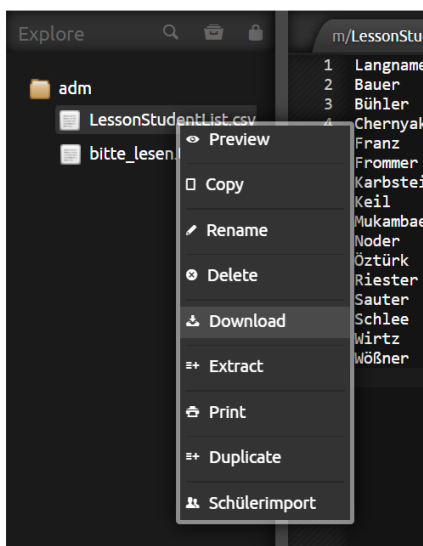 Explore
m/LessonStu
adm
LessonStudentList.csv
bitte_lesen.
Preview
Copy
Rename
Delete
Download
Extract
Print
Duplicate
Schülerimport
1 Langname
2 Bauer
3 Bühler
4 Chernyak
Franz
Frommer
Karbstei
Keil
Mukambae
Noder
Öztürk
Riester
Sauter
Schlee
Wirtz
Wößner